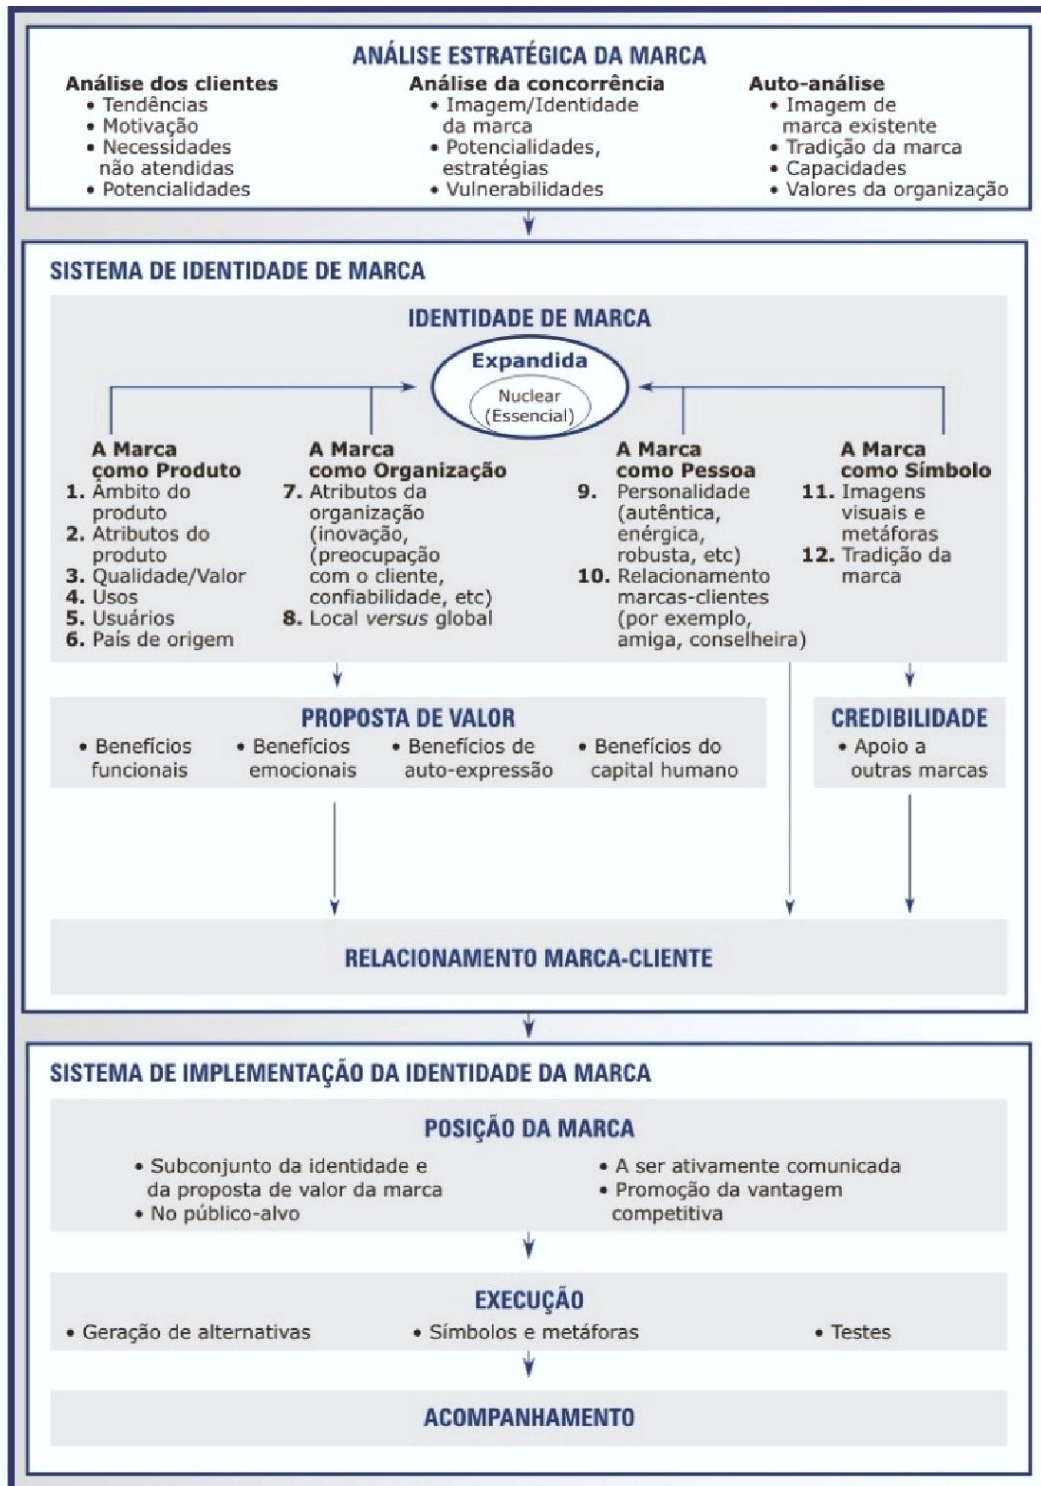 ANÁLISE ESTRATÉGICA DA MARCA
Análise dos clientes
• Tendências
• Motivação
• Necessidades
não atendidas
• Potencialidades
Análise da concorrência
• Imagem/Identidade
da marca
• Potencialidades,
estratégias
• Vulnerabilidades
Auto-análise
• Imagem de
marca existente
• Tradição da marca
• Capacidades
• Valores da organização
SISTEMA DE IDENTIDADE DE MARCA
IDENTIDADE DE MARCA
Expandida
Nuclear
(Essencial)
A Marca
como Produto
1. Âmbito do
produto
2. Atributos do
produto
3. Qualidade/Valor
4. Usos
5. Usuários
6. País de origem
A Marca
como Organização
7. Atributos da
organização
(inovação,
(preocupação
com o cliente,
confiabilidade, etc)
8. Local versus global
A Marca
como Pessoa
9. Personalidade
(autêntica,
enérgica,
robusta, etc)
10. Relacionamento
marcas-clientes
(por exemplo,
amiga, conselheira)
A Marca
como Símbolo
11. Imagens
visuais e
metáforas
12. Tradição da
marca
PROPOSTA DE VALOR
• Benefícios
funcionais
• Benefícios
emocionais
• Benefícios de
auto-expressão
• Benefícios do
capital humano
CREDIBILIDADE
• Apoio a
outras marcas
RELACIONAMENTO MARCA-CLIENTE
SISTEMA DE IMPLEMENTAÇÃO DA IDENTIDADE DA MARCA
POSIÇÃO DA MARCA
• Subconjunto da identidade e
da proposta de valor da marca
• No público-alvo
• A ser ativamente comunicada
• Promoção da vantagem
competitiva
EXECUÇÃO
• Geração de alternativas
• Símbolos e metáforas
• Testes
ACOMPANHAMENTO